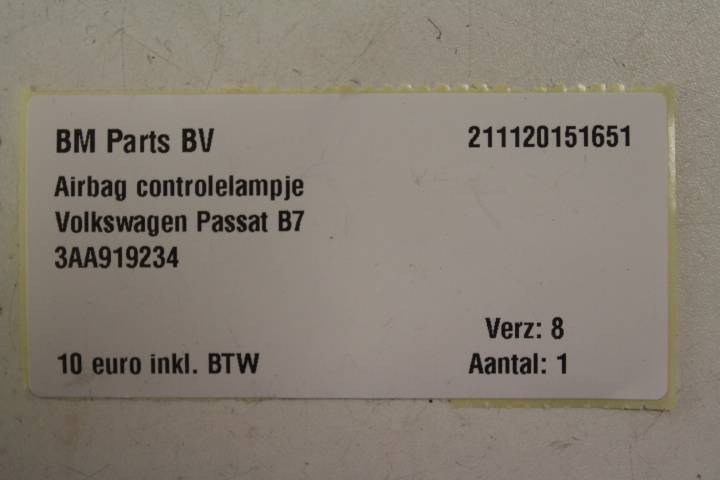 BM Parts BV 211120151651
Airbag controlelampje
Volkswagen Passat B7
3AA919234
Verz: 8
10 euro inkl. BTW Aantal: 1